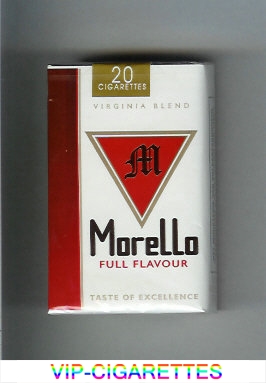 20
CIGARETTES
VIRGINIA BLEND
M
Morello
FULL FLAVOUR
TASTE OF EXCELLENCE
VIP-CIGARETTES